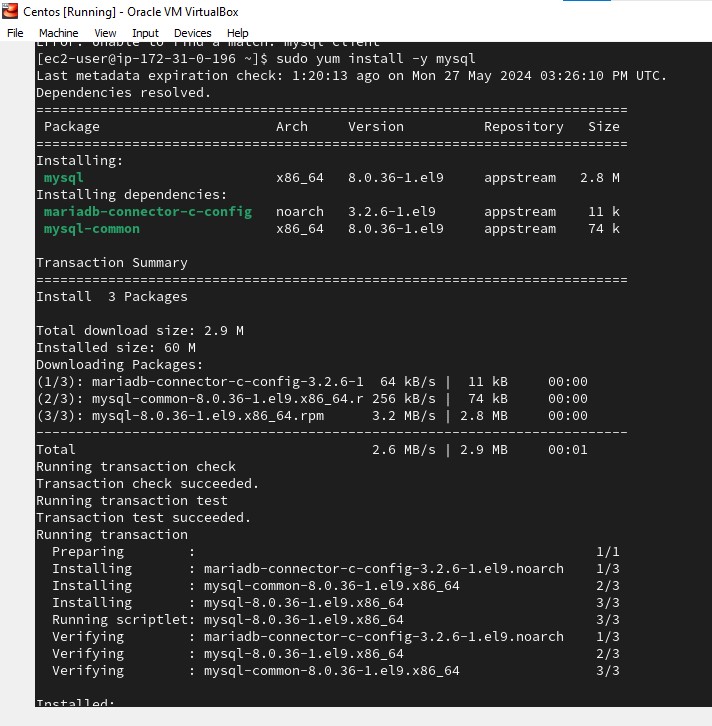 Centos [Running] - Oracle VM VirtualBox
File Machine View Input Devices Help
Error: Unable to find a match: mysql-client
[ec2-user@ip-172-31-0-196 ~]$ sudo yum install -y mysql
Last metadata expiration check: 1:20:13 ago on Mon 27 May 2024 03:26:10 PM UTC.
Dependencies resolved.
================================================================================
Package Arch Version Repository Size
================================================================================
Installing:
mysql x86_64 8.0.36-1.el9 appstream 2.8 M
Installing dependencies:
mariadb-connector-c-config noarch 3.2.6-1.el9 appstream 11 k
mysql-common x86_64 8.0.36-1.el9 appstream 74 k
Transaction Summary
================================================================================
Install 3 Packages
Total download size: 2.9 M
Installed size: 60 M
Downloading Packages:
(1/3): mariadb-connector-c-config-3.2.6-1 64 kB/s | 11 kB 00:00
(2/3): mysql-common-8.0.36-1.el9.x86_64.r 256 kB/s | 74 kB 00:00
(3/3): mysql-8.0.36-1.el9.x86_64.rpm 3.2 MB/s | 2.8 MB 00:00
--------------------------------------------------------------------------------
Total 2.6 MB/s | 2.9 MB 00:01
Running transaction check
Transaction check succeeded.
Running transaction test
Transaction test succeeded.
Running transaction
Preparing : 1/1
Installing : mariadb-connector-c-config-3.2.6-1.el9.noarch 1/3
Installing : mysql-common-8.0.36-1.el9.x86_64 2/3
Installing : mysql-8.0.36-1.el9.x86_64 3/3
Running scriptlet: mysql-8.0.36-1.el9.x86_64 3/3
Verifying : mariadb-connector-c-config-3.2.6-1.el9.noarch 1/3
Verifying : mysql-8.0.36-1.el9.x86_64 2/3
Verifying : mysql-common-8.0.36-1.el9.x86_64 3/3
Installed: